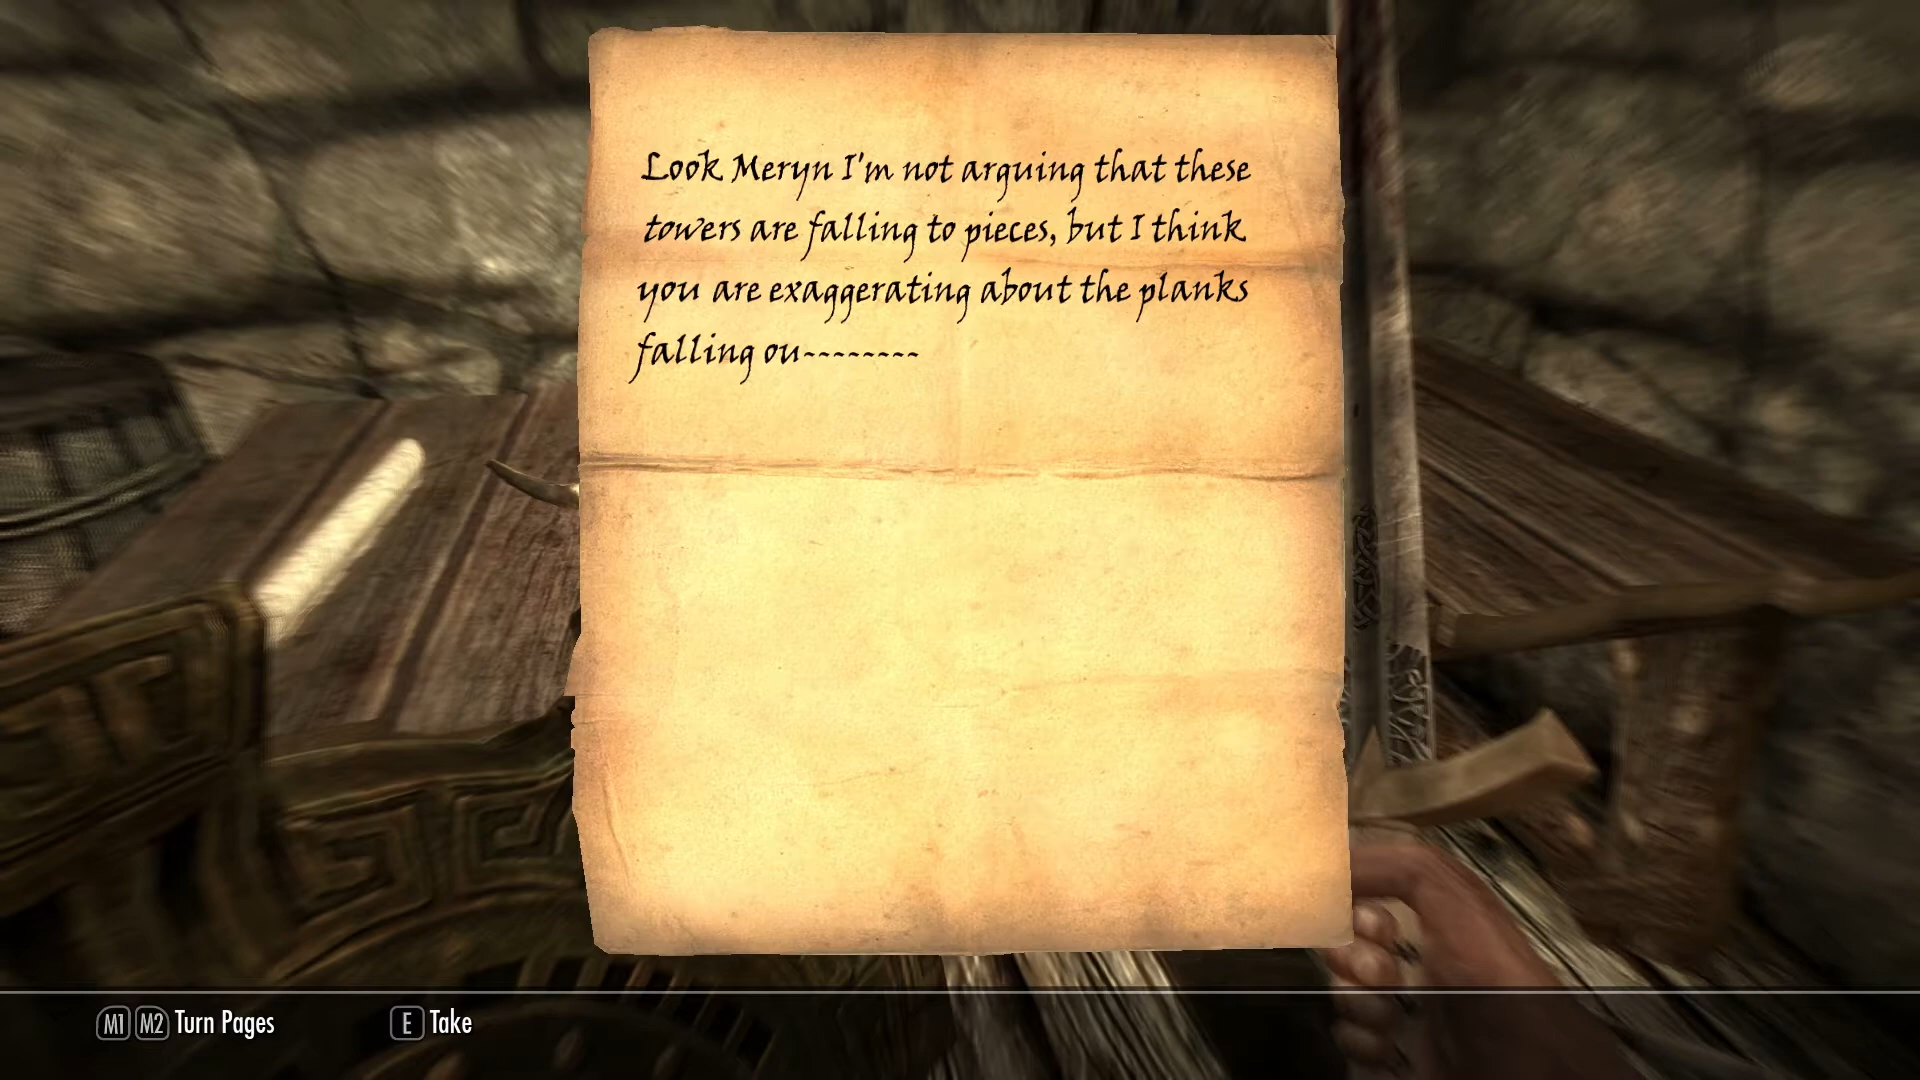 Look Meryn I'm not arguing that these
towers are falling to pieces, but I think
you are exaggerating about the planks
falling ou--------
M1 M2 Turn Pages E Take